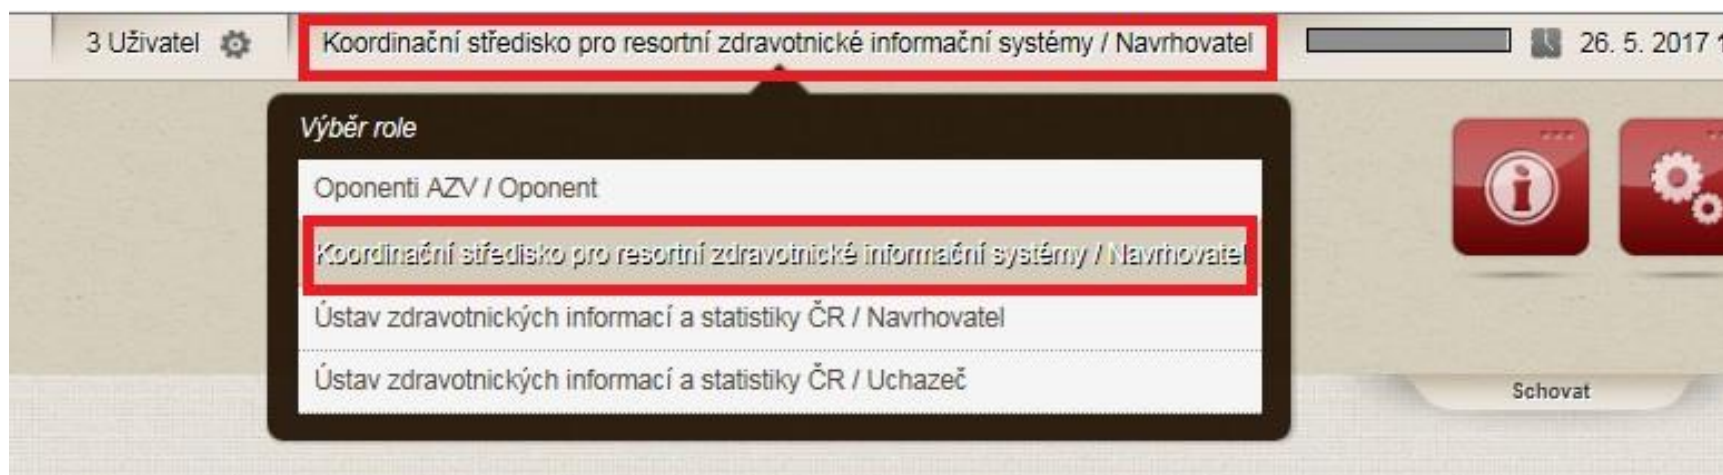 3 Uživatel
Koordinační středisko pro resortní zdravotnické informační systémy / Navrhovatel
26. 5. 2017
Výběr role
Oponenti AZV / Oponent
Koordinační středisko pro resortní zdravotnické informační systémy / Navrhovatel
Ústav zdravotnických informací a statistiky ČR / Navrhovatel
Ústav zdravotnických informací a statistiky ČR / Uchazeč
Schovat